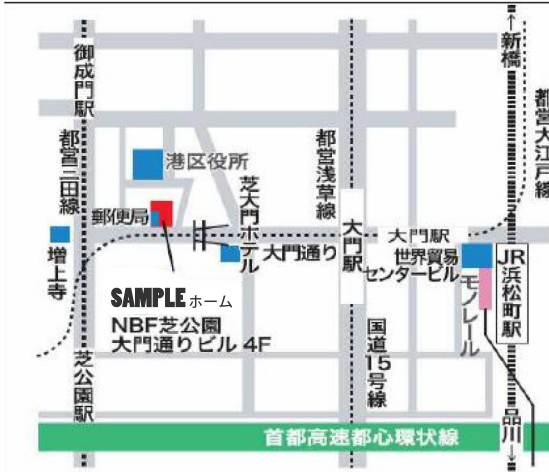 ←新橋
御成門駅
都営大江戸線
都営三田線
都営浅草線
港区役所
芝大門ホテル
郵便局
大門駅
大門駅
増上寺
大門通り
世界貿易
センタービル
JR浜松町駅
モノレール
SAMPLEホーム
NBF芝公園
大門通りビル 4F
国道15号線
芝公園駅
品川→
首都高速都心環状線